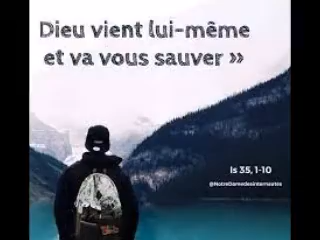 Dieu vient lui-même
et va vous sauver »
Is 35, 1-10
@NotreDamedesinternautes